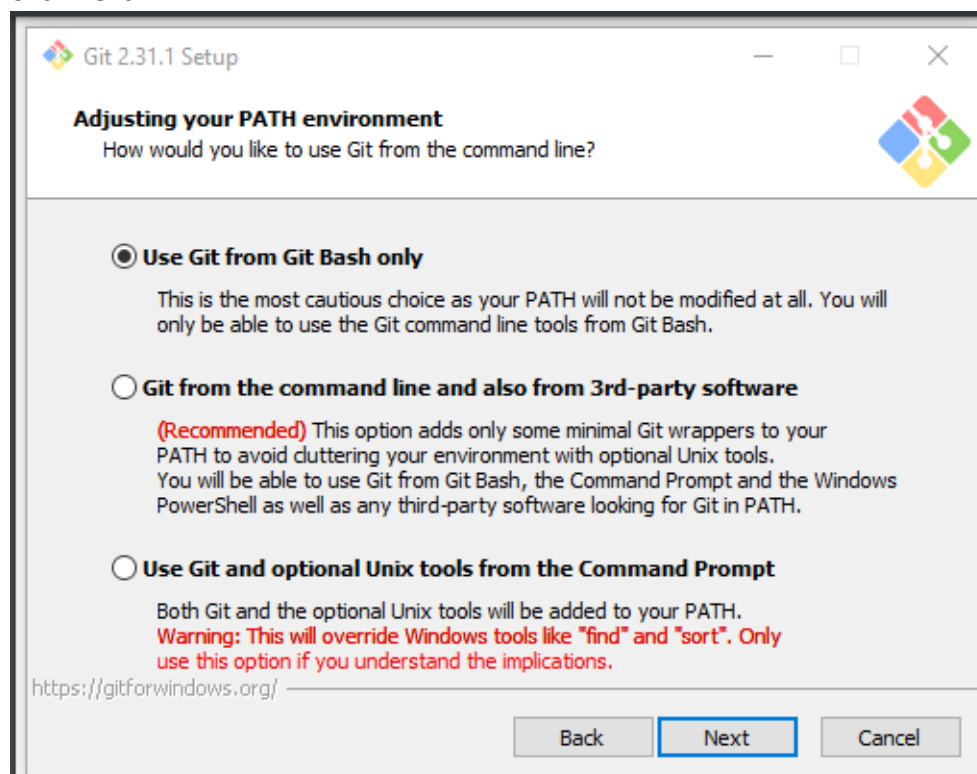 Git 2.31.1 Setup
Adjusting your PATH environment
How would you like to use Git from the command line?
Use Git from Git Bash only
This is the most cautious choice as your PATH will not be modified at all. You will
only be able to use the Git command line tools from Git Bash.
Git from the command line and also from 3rd-party software
(Recommended) This option adds only some minimal Git wrappers to your
PATH to avoid cluttering your environment with optional Unix tools.
You will be able to use Git from Git Bash, the Command Prompt and the Windows
PowerShell as well as any third-party software looking for Git in PATH.
Use Git and optional Unix tools from the Command Prompt
Both Git and the optional Unix tools will be added to your PATH.
Warning: This will override Windows tools like "find" and "sort". Only
use this option if you understand the implications.
https://gitforwindows.org/
Back Next Cancel